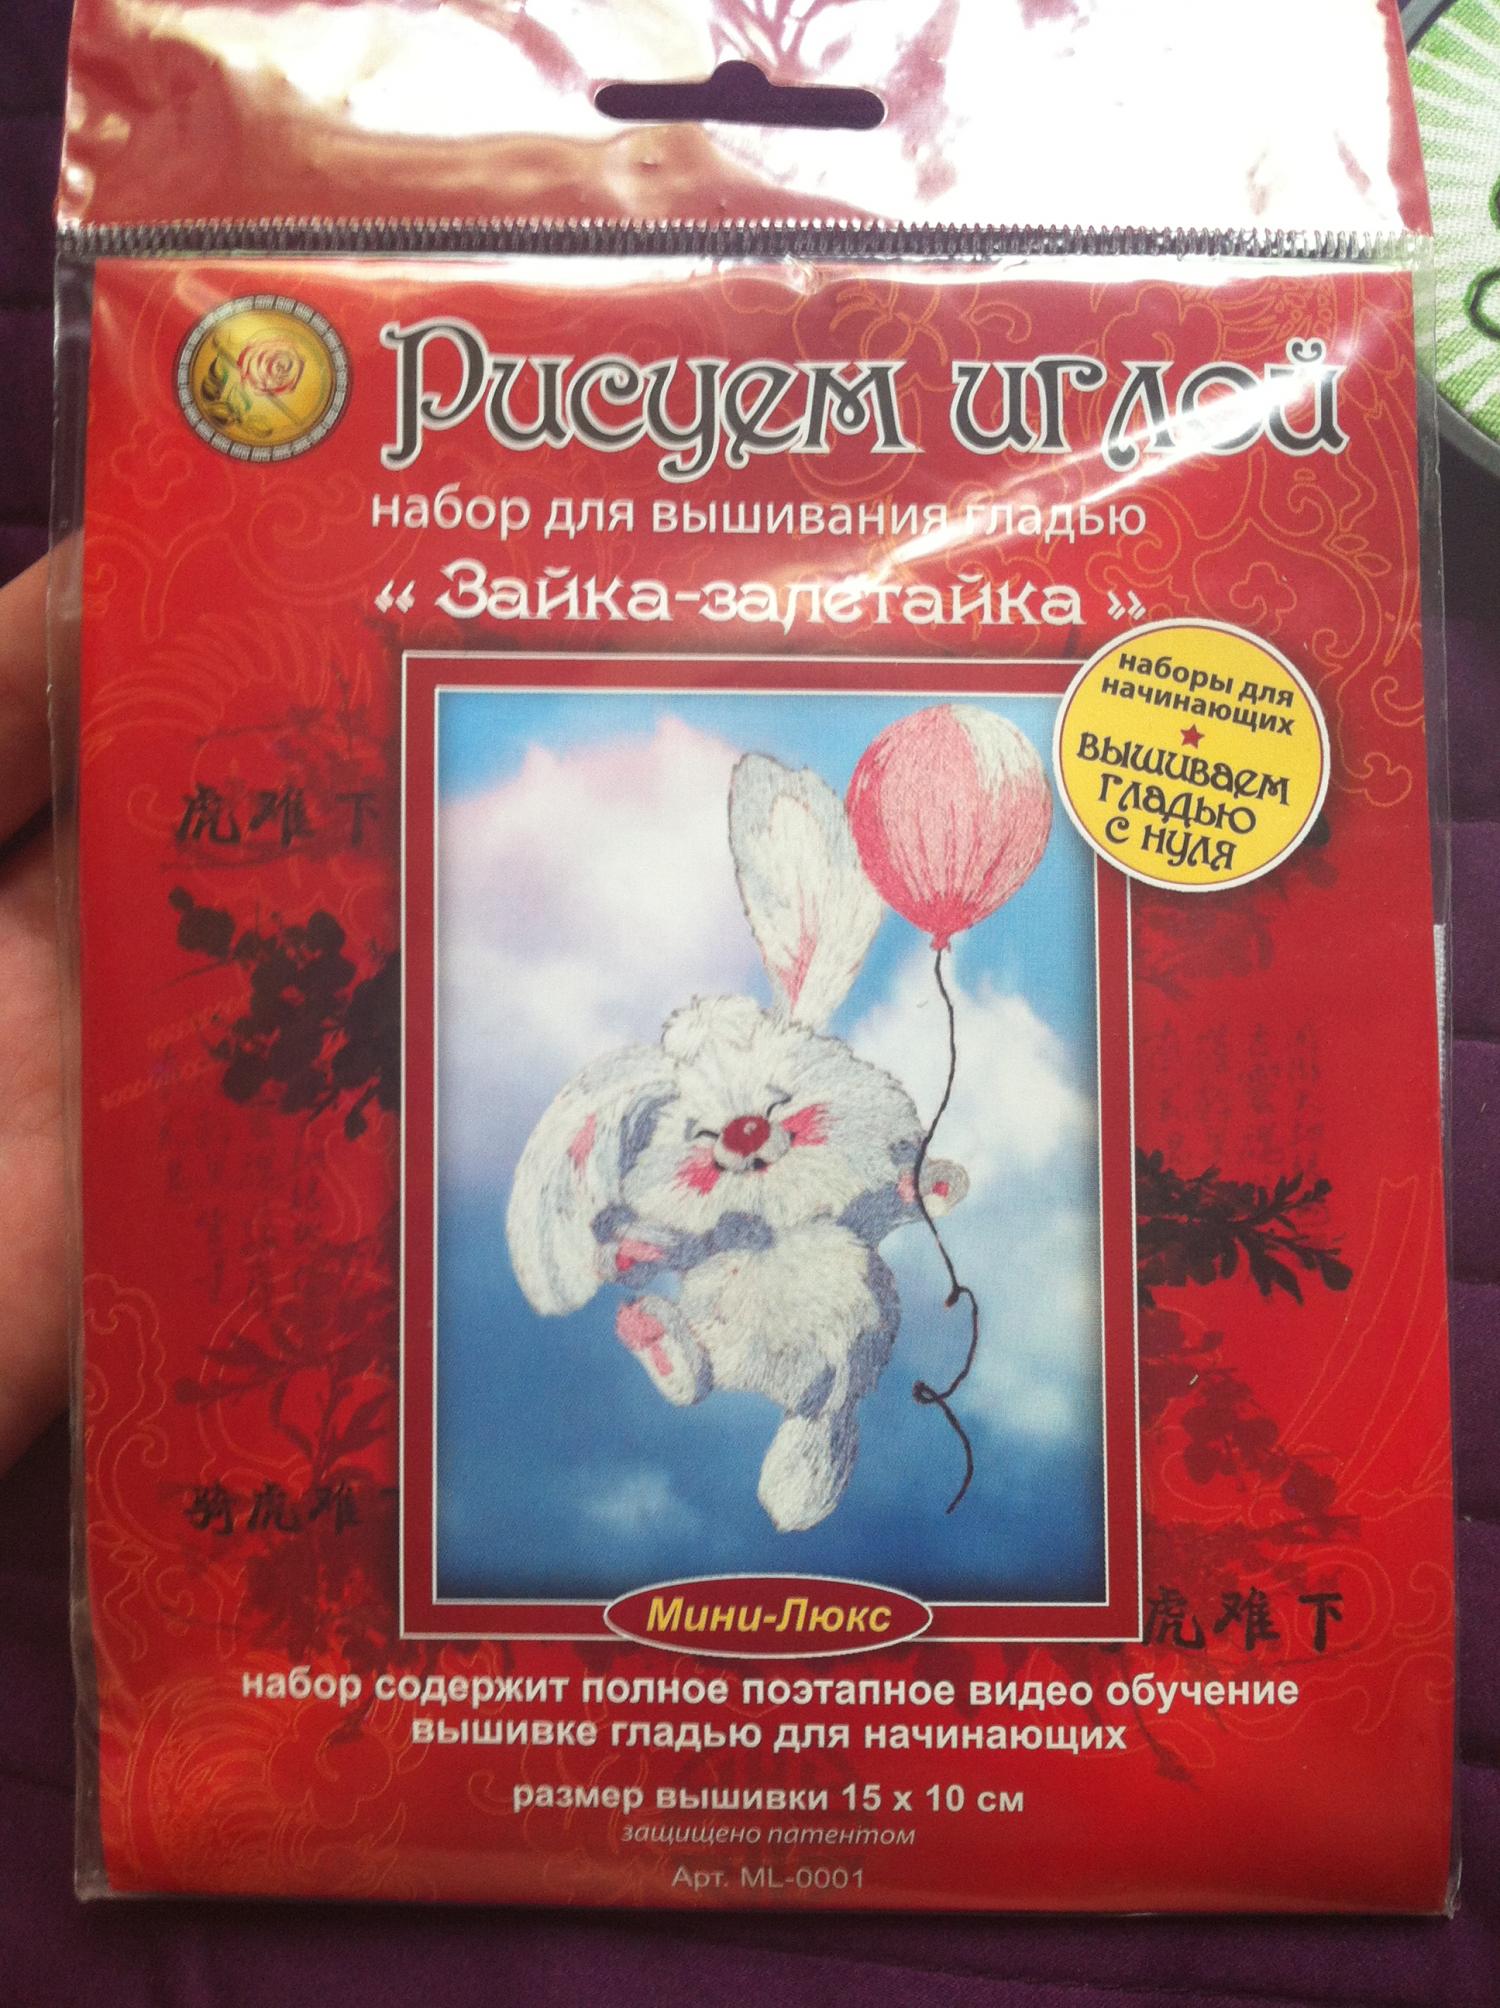 Рисуем иглой
набор для вышивания гладью
« Зайка-залетайка »
наборы для
начинающих
вышиваем
гладью
с нуля
虎难下
骑虎难
虎难下
Мини-Люкс
набор содержит полное поэтапное видео обучение
вышивке гладью для начинающих
размер вышивки 15 x 10 см
защищено патентом
Арт. ML-0001